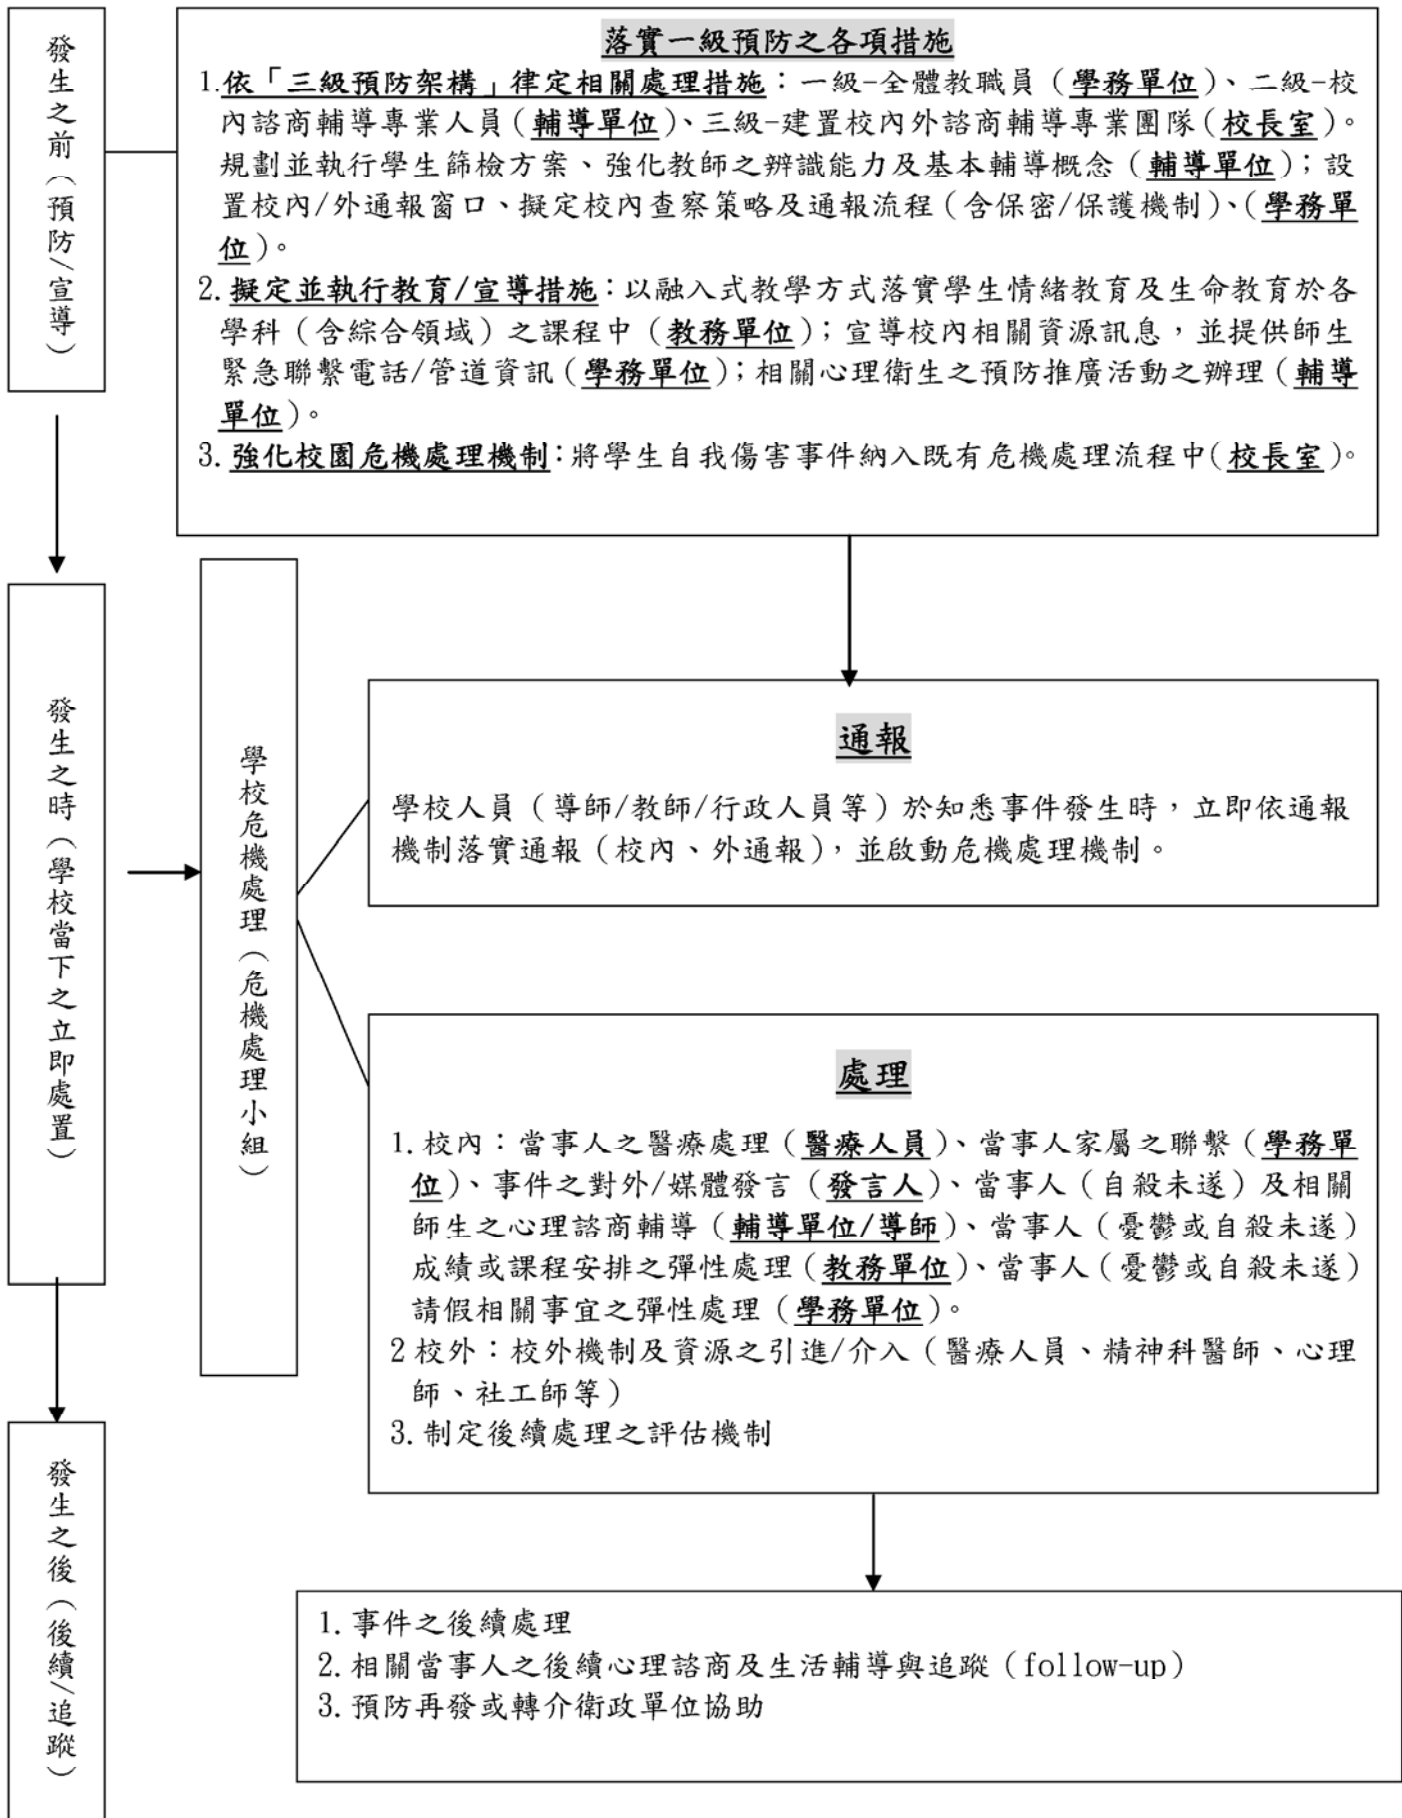 發生之前（預防/宣導）
落實一級預防之各項措施
1.依「三級預防架構」律定相關處理措施：一級-全體教職員（學務單位）、二級-校
內諮商輔導專業人員（輔導單位）、三級-建置校內外諮商輔導專業團隊（校長室）。
規劃並執行學生篩檢方案、強化教師之辨識能力及基本輔導概念（輔導單位）；設
置校內/外通報窗口、擬定校內查察策略及通報流程（含保密/保護機制）、（學務單
位）。
2.擬定並執行教育/宣導措施：以融入式教學方式落實學生情緒教育及生命教育於各
學科（含綜合領域）之課程中（教務單位）；宣導校內相關資源訊息，並提供師生
緊急聯繫電話/管道資訊（學務單位）；相關心理衛生之預防推廣活動之辦理（輔導
單位）。
3.強化校園危機處理機制：將學生自我傷害事件納入既有危機處理流程中（校長室）。
發生之時（學校當下之立即處置）
學校危機處理（危機處理小組）
通報
學校人員（導師/教師/行政人員等）於知悉事件發生時，立即依通報
機制落實通報（校內、外通報），並啟動危機處理機制。
處理
1.校內：當事人之醫療處理（醫療人員）、當事人家屬之聯繫（學務單
位）、事件之對外/媒體發言（發言人）、當事人（自殺未遂）及相關
師生之心理諮商輔導（輔導單位/導師）、當事人（憂鬱或自殺未遂）
成績或課程安排之彈性處理（教務單位）、當事人（憂鬱或自殺未遂）
請假相關事宜之彈性處理（學務單位）。
2 校外：校外機制及資源之引進/介入（醫療人員、精神科醫師、心理
師、社工師等）
3.制定後續處理之評估機制
發生之後（後續/追蹤）
1.事件之後續處理
2.相關當事人之後續心理諮商及生活輔導與追蹤（follow-up）
3.預防再發或轉介衛政單位協助